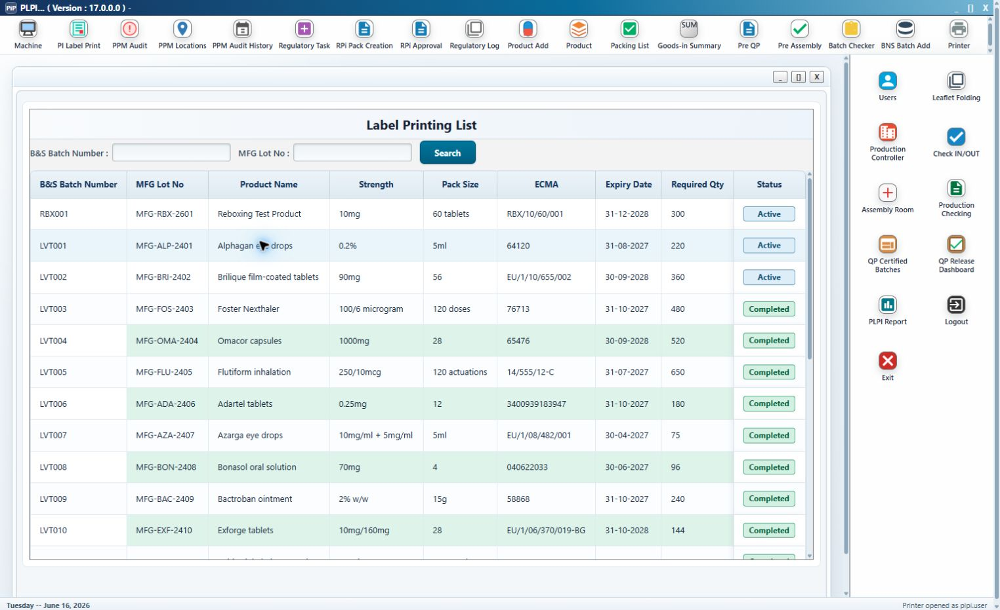 PiP PLPI... ( Version : 17.0.0.0 ) -
_ [] X
Machine
PI Label Print
PPM Audit
PPM Locations
PPM Audit History
Regulatory Task
RPi Pack Creation
RPi Approval
Regulatory Log
Product Add
Product
Packing List
SUM
Goods-in Summary
Pre QP
Pre Assembly
Batch Checker
BNS Batch Add
Printer
_ [] X
Label Printing List
B&S Batch Number :
MFG Lot No :
Search
B&S Batch Number MFG Lot No Product Name Strength Pack Size ECMA Expiry Date Required Qty Status
RBX001 MFG-RBX-2601 Reboxing Test Product 10mg 60 tablets RBX/10/60/001 31-12-2028 300 Active
LVT001 MFG-ALP-2401 Alphagan drops 0.2% 5ml 64120 31-08-2027 220 Active
LVT002 MFG-BRI-2402 Brilique film-coated tablets 90mg 56 EU/1/10/655/002 30-09-2028 360 Active
LVT003 MFG-FOS-2403 Foster Nexthaler 100/6 microgram 120 doses 76713 31-10-2027 480 Completed
LVT004 MFG-OMA-2404 Omacor capsules 1000mg 28 65476 30-09-2028 520 Completed
LVT005 MFG-FLU-2405 Flutiform inhalation 250/10mcg 120 actuations 14/555/12-C 31-07-2027 650 Completed
LVT006 MFG-ADA-2406 Adartel tablets 0.25mg 12 3400939183947 31-10-2027 180 Completed
LVT007 MFG-AZA-2407 Azarga eye drops 10mg/ml + 5mg/ml 5ml EU/1/08/482/001 30-04-2027 75 Completed
LVT008 MFG-BON-2408 Bonasol oral solution 70mg 4 040622033 30-06-2027 96 Completed
LVT009 MFG-BAC-2409 Bactroban ointment 2% w/w 15g 58868 31-10-2027 240 Completed
LVT010 MFG-EXF-2410 Exforge tablets 10mg/160mg 28 EU/1/06/370/019-BG 31-10-2028 144 Completed
Users
Leaflet Folding
Production
Controller
Check IN/OUT
Assembly Room
Production
Checking
QP Certified
Batches
QP Release
Dashboard
PLPI Report
Logout
Exit
Tuesday -- June 16, 2026
Printer opened as plpi.user